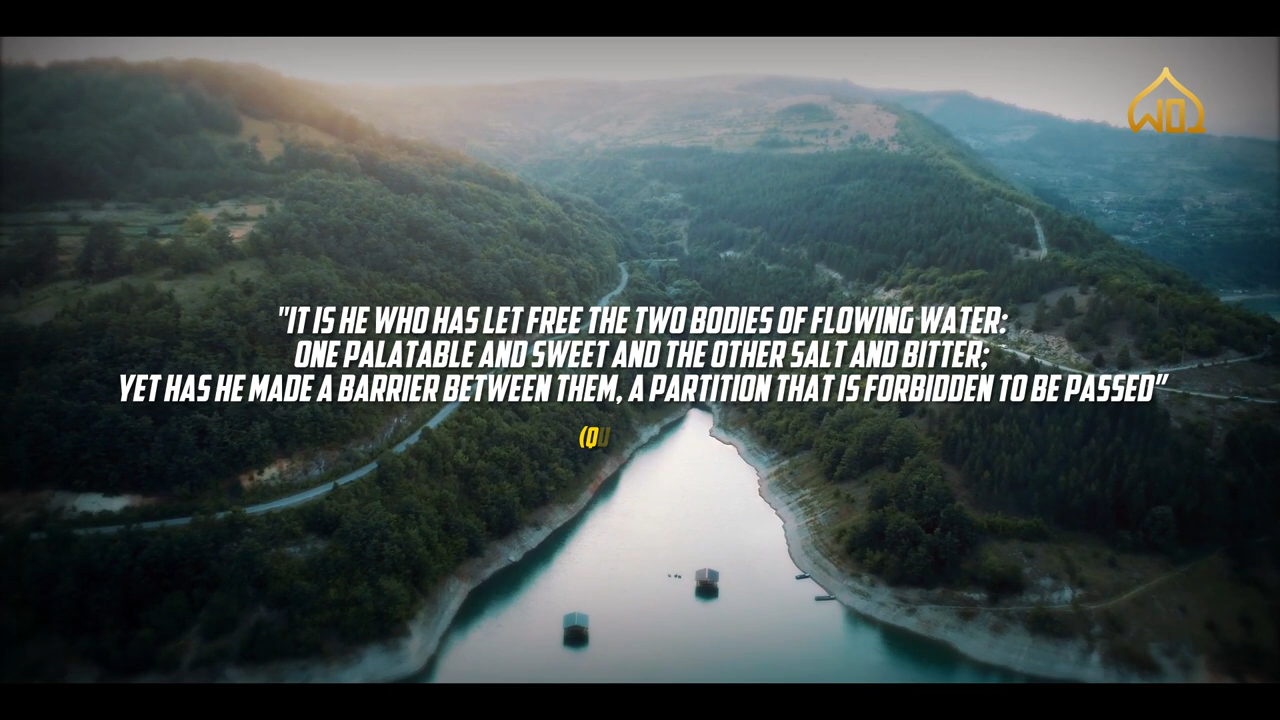 "IT IS HE WHO HAS LET FREE THE TWO BODIES OF FLOWING WATER:
ONE PALATABLE AND SWEET AND THE OTHER SALT AND BITTER;
YET HAS HE MADE A BARRIER BETWEEN THEM, A PARTITION THAT IS FORBIDDEN TO BE PASSED"
(QU